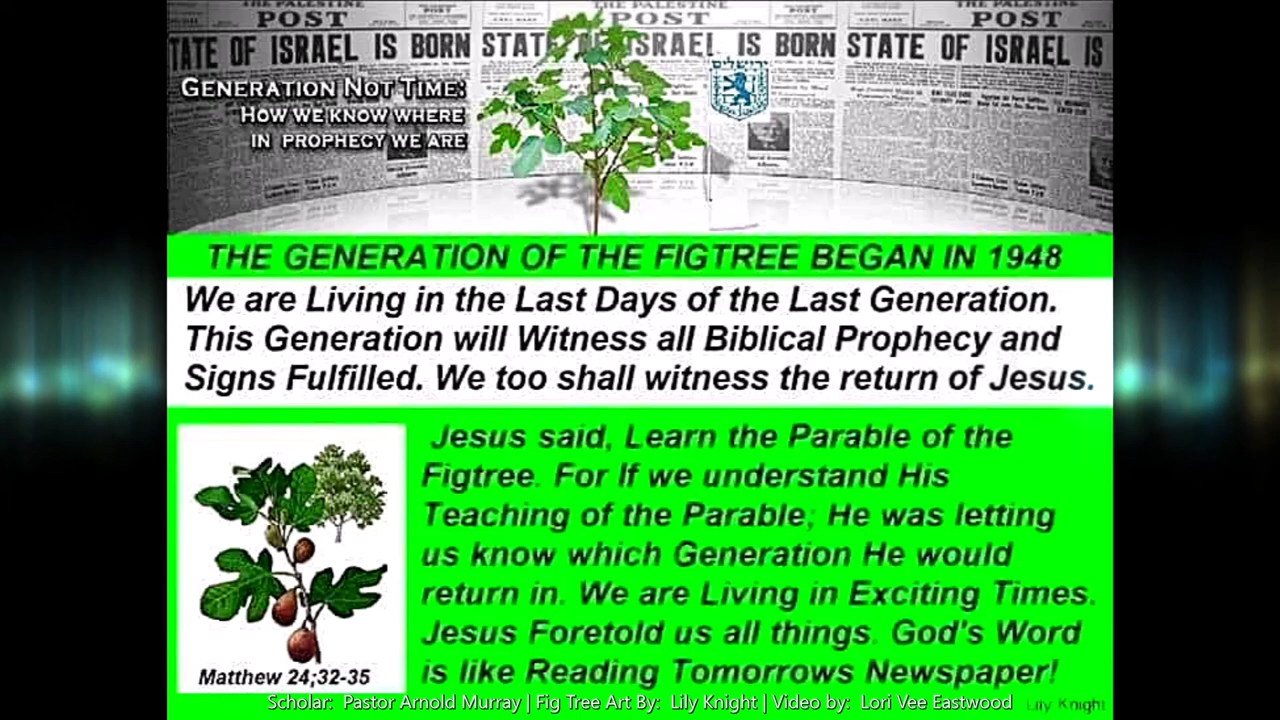 THE PALESTINE
THE PALESTINE
POST
POST
POST
STATE OF ISRAEL IS BORN
STATE OF ISRAEL IS BORN
STATE OF ISRAEL IS
GENERATION NOT TIME:
HOW WE KNOW WHERE
IN PROPHECY WE ARE
ירושלים
THE GENERATION OF THE FIGTREE BEGAN IN 1948
We are Living in the Last Days of the Last Generation.
This Generation will Witness all Biblical Prophecy and
Signs Fulfilled. We too shall witness the return of Jesus.
Jesus said, Learn the Parable of the
Figtree. For If we understand His
Teaching of the Parable; He was letting
us know which Generation He would
return in. We are Living in Exciting Times.
Jesus Foretold us all things. God's Word
is like Reading Tomorrows Newspaper!
Matthew 24;32-35
Scholar: Pastor Arnold Murray | Fig Tree Art By: Lily Knight | Video by: Lori Vee Eastwood
Lily Knight